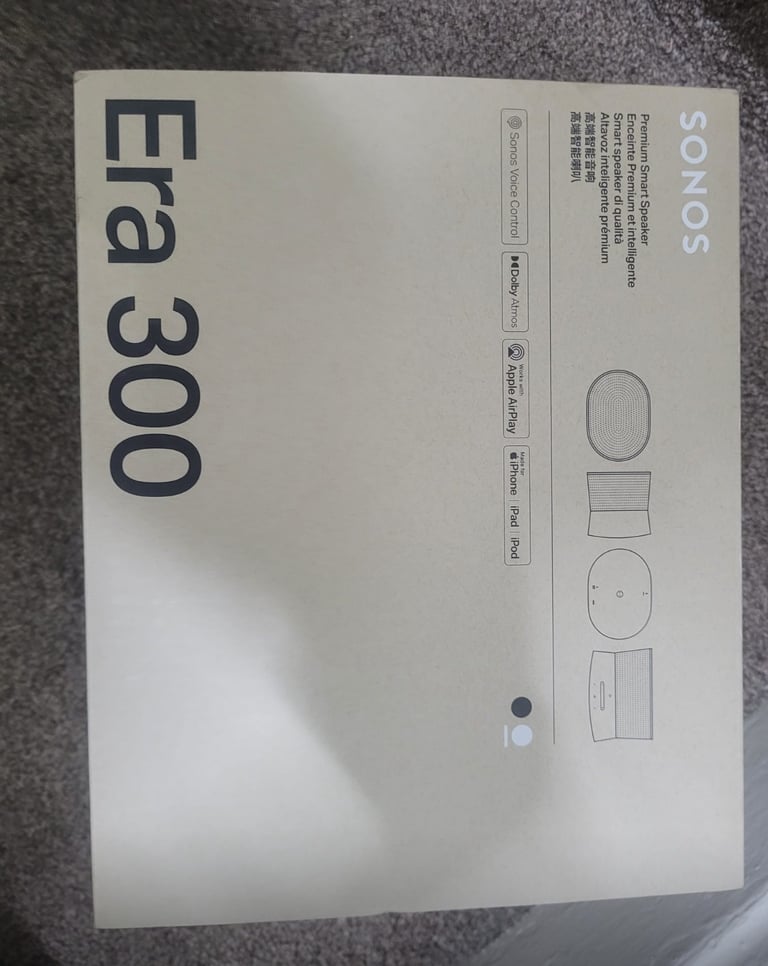 SONOS
Premium Smart Speaker
Enceinte Premium et intelligente
Smart speaker di qualità
Altavoz inteligente prémium
高端智能音响
高端智能喇叭
Sonos Voice Control
Dolby Atmos
Works with
Apple AirPlay
Made for
iPhone | iPad | iPod
Era 300